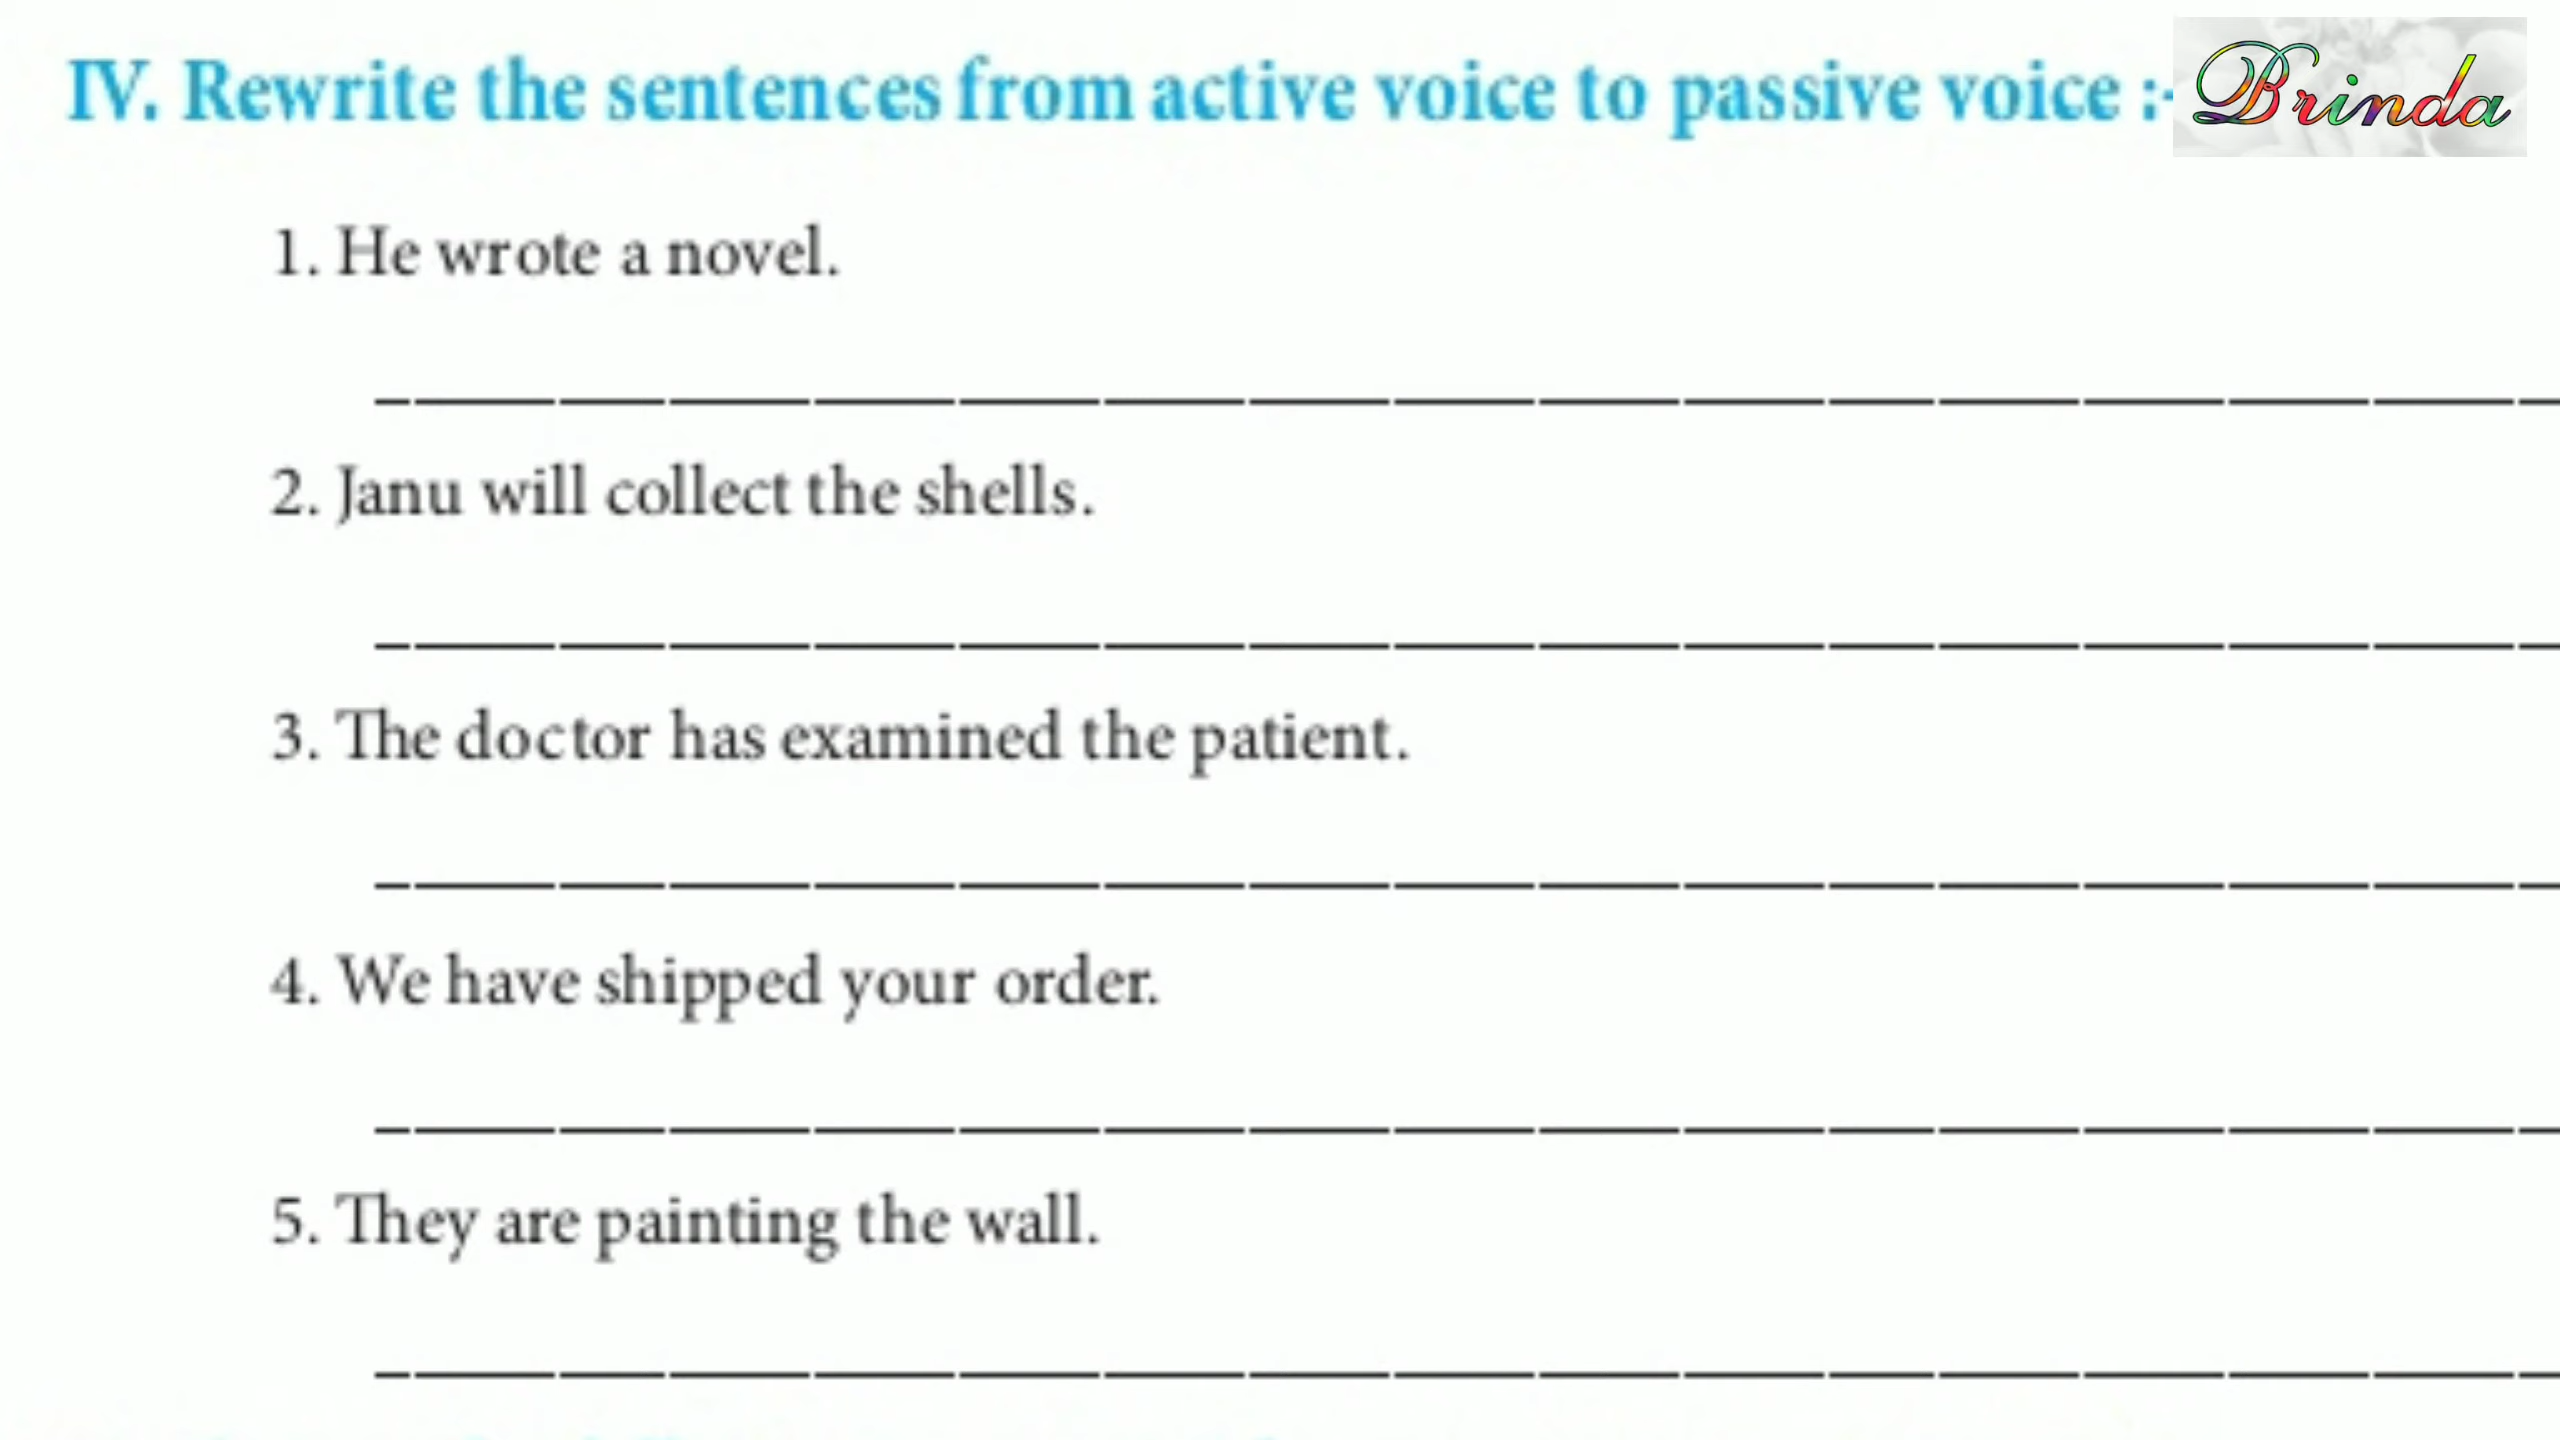 IV. Rewrite the sentences from active voice to passive voice :-
Brinda
1. He wrote a novel.
2. Janu will collect the shells.
3. The doctor has examined the patient.
4. We have shipped your order.
5. They are painting the wall.